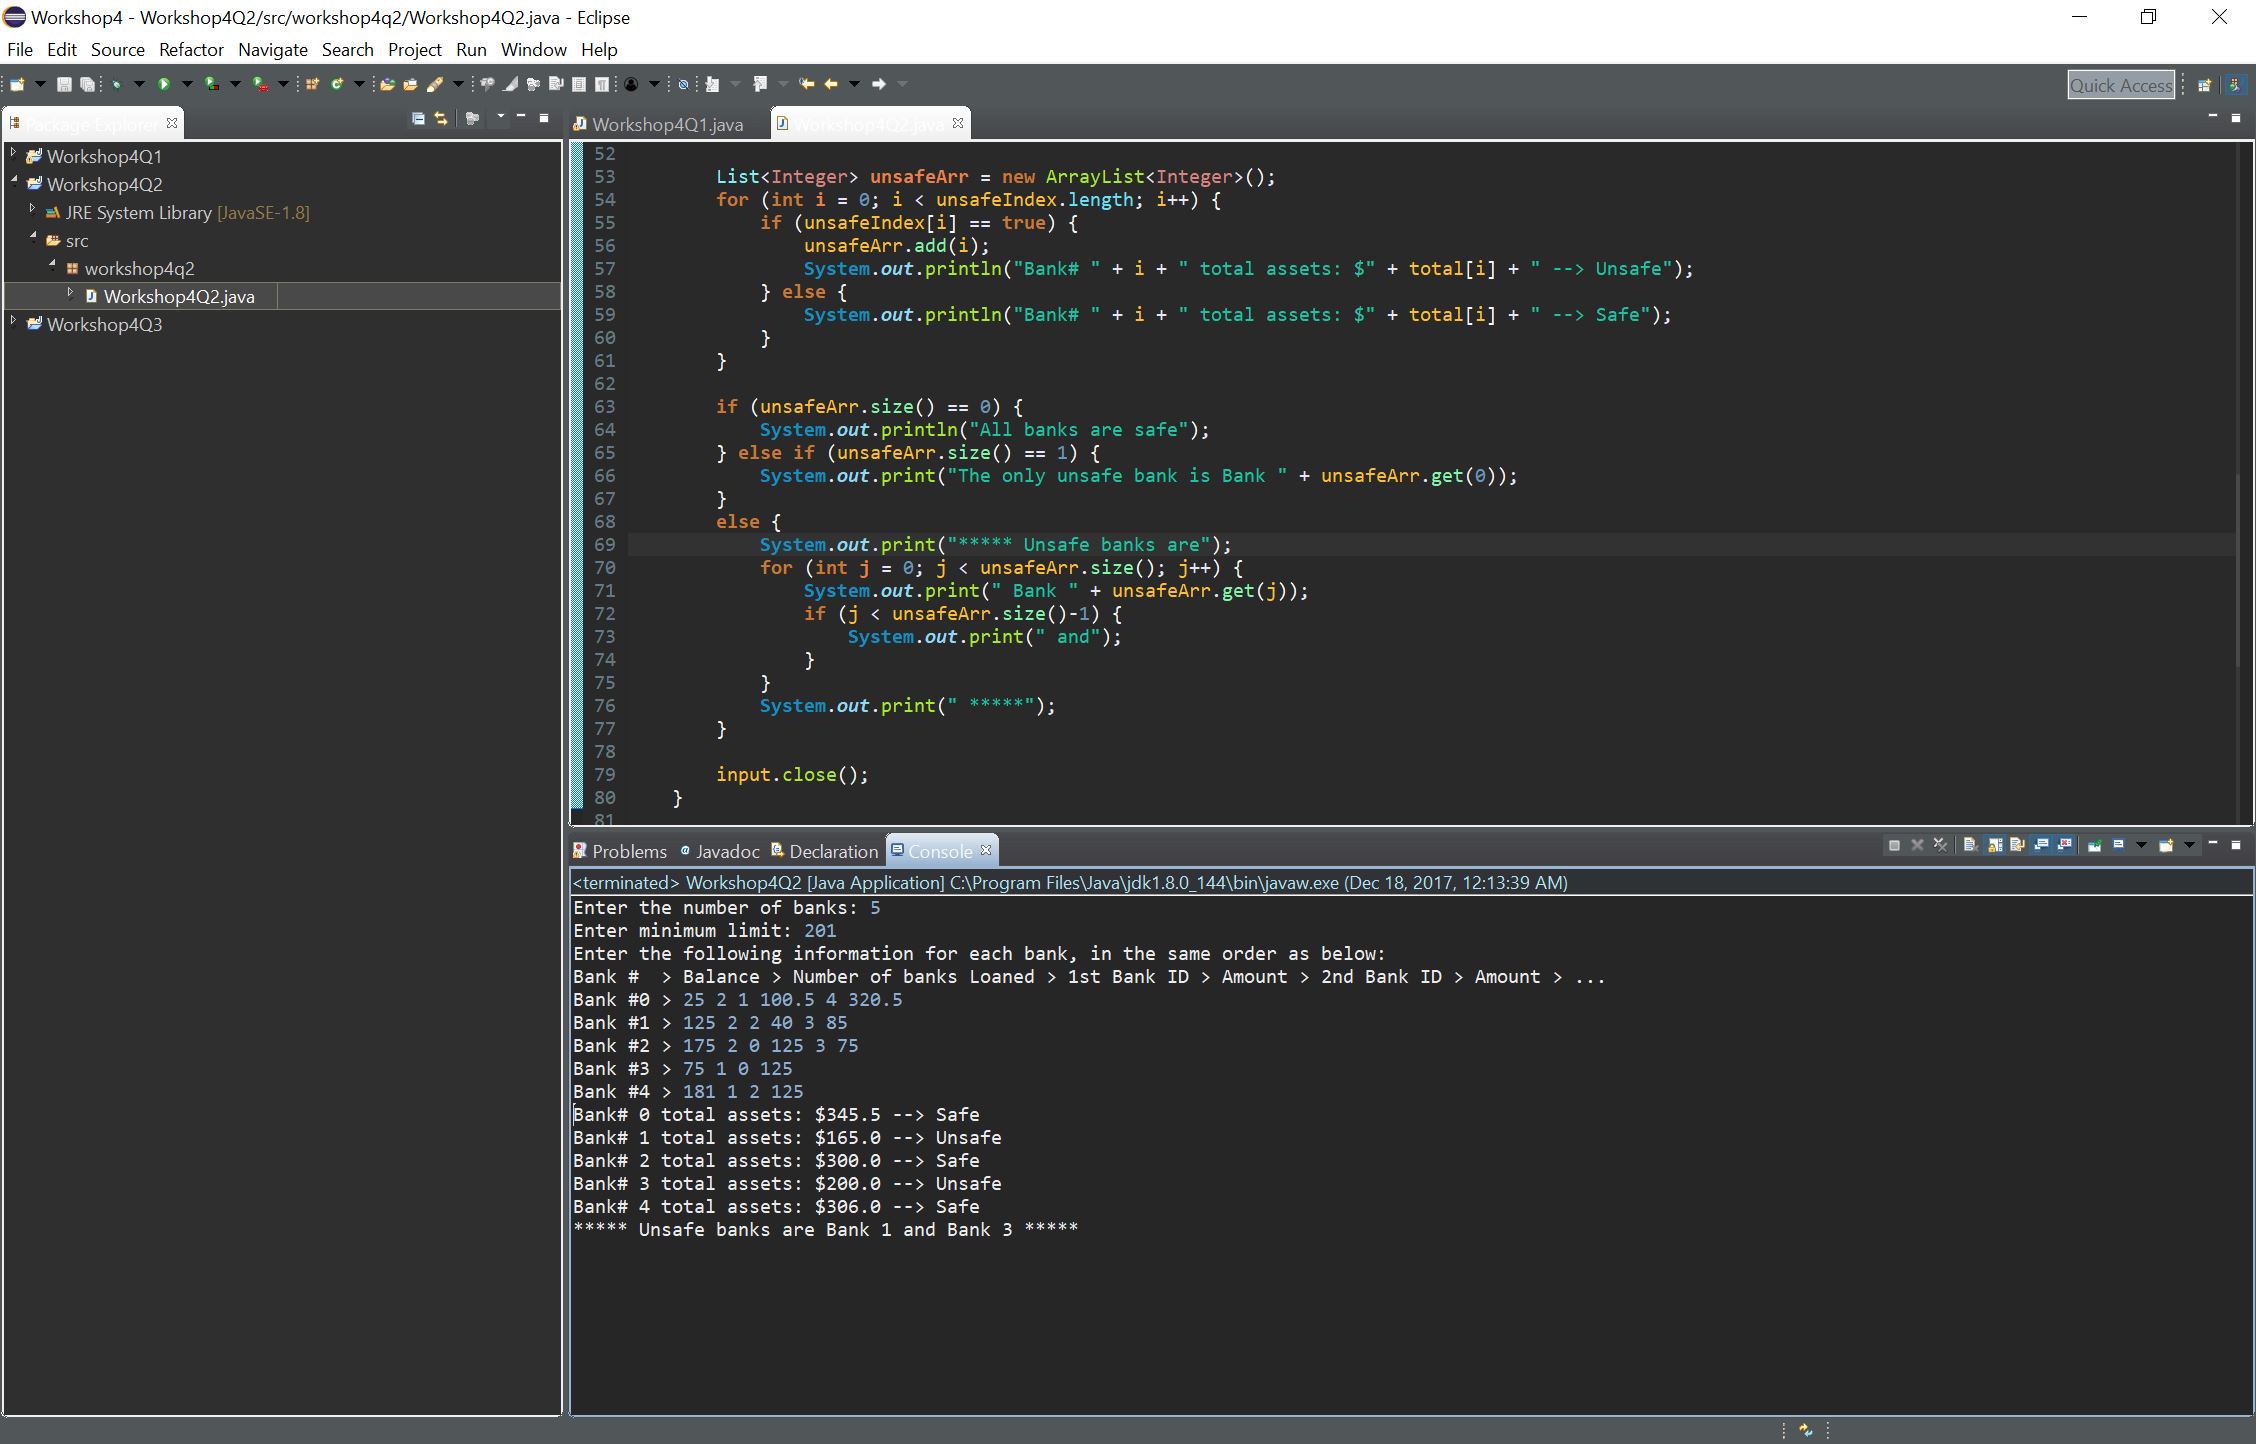 Workshop4 - Workshop4Q2/src/workshop4q2/Workshop4Q2.java - Eclipse
File Edit Source Refactor Navigate Search Project Run Window Help
Quick Access
Package Explorer
Workshop4Q1
Workshop4Q2
JRE System Library [JavaSE-1.8]
src
workshop4q2
Workshop4Q2.java
Workshop4Q3
Workshop4Q1.java Workshop4Q2.java
52
53 List<Integer> unsafeArr = new ArrayList<Integer>();
54 for (int i = 0; i < unsafeIndex.length; i++) {
55 if (unsafeIndex[i] == true) {
56 unsafeArr.add(i);
57 System.out.println("Bank# " + i + " total assets: $" + total[i] + " --> Unsafe");
58 } else {
59 System.out.println("Bank# " + i + " total assets: $" + total[i] + " --> Safe");
60 }
61 }
62
63 if (unsafeArr.size() == 0) {
64 System.out.println("All banks are safe");
65 } else if (unsafeArr.size() == 1) {
66 System.out.print("The only unsafe bank is Bank " + unsafeArr.get(0));
67 }
68 else {
69 System.out.print("***** Unsafe banks are");
70 for (int j = 0; j < unsafeArr.size(); j++) {
71 System.out.print(" Bank " + unsafeArr.get(j));
72 if (j < unsafeArr.size()-1) {
73 System.out.print(" and");
74 }
75 }
76 System.out.print(" *****");
77 }
78
79 input.close();
80 }
81
Problems Javadoc Declaration Console
<terminated> Workshop4Q2 [Java Application] C:\Program Files\Java\jdk1.8.0_144\bin\javaw.exe (Dec 18, 2017, 12:13:39 AM)
Enter the number of banks: 5
Enter minimum limit: 201
Enter the following information for each bank, in the same order as below:
Bank # > Balance > Number of banks Loaned > 1st Bank ID > Amount > 2nd Bank ID > Amount > ...
Bank #0 > 25 2 1 100.5 4 320.5
Bank #1 > 125 2 2 40 3 85
Bank #2 > 175 2 0 125 3 75
Bank #3 > 75 1 0 125
Bank #4 > 181 1 2 125
Bank# 0 total assets: $345.5 --> Safe
Bank# 1 total assets: $165.0 --> Unsafe
Bank# 2 total assets: $300.0 --> Safe
Bank# 3 total assets: $200.0 --> Unsafe
Bank# 4 total assets: $306.0 --> Safe
***** Unsafe banks are Bank 1 and Bank 3 *****